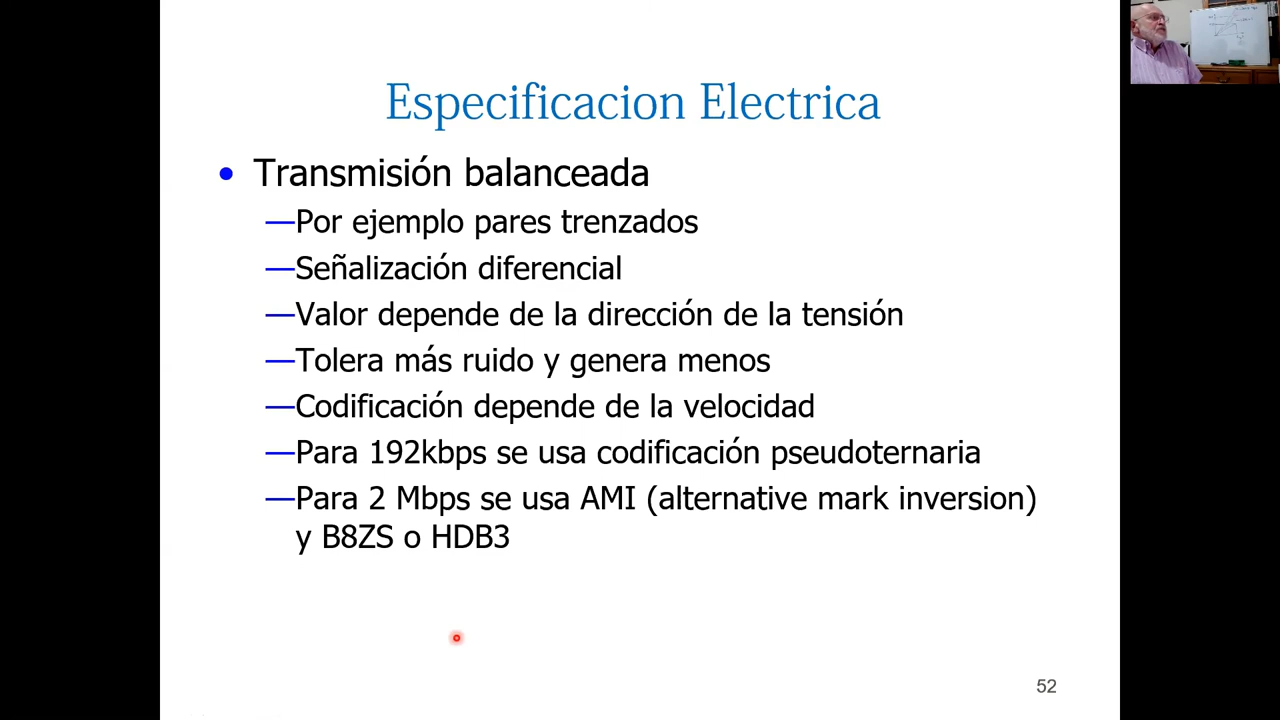 Especificacion Electrica
• Transmisión balanceada
—Por ejemplo pares trenzados
—Señalización diferencial
—Valor depende de la dirección de la tensión
—Tolera más ruido y genera menos
—Codificación depende de la velocidad
—Para 192kbps se usa codificación pseudoternaria
—Para 2 Mbps se usa AMI (alternative mark inversion)
y B8ZS o HDB3
52